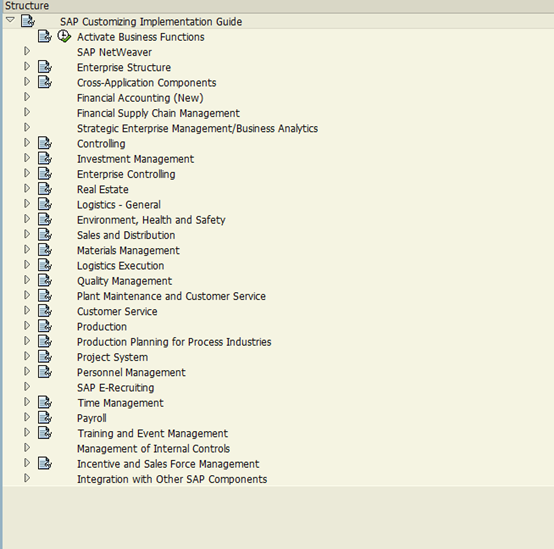 Structure
SAP Customizing Implementation Guide
Activate Business Functions
SAP NetWeaver
Enterprise Structure
Cross-Application Components
Financial Accounting (New)
Financial Supply Chain Management
Strategic Enterprise Management/Business Analytics
Controlling
Investment Management
Enterprise Controlling
Real Estate
Logistics - General
Environment, Health and Safety
Sales and Distribution
Materials Management
Logistics Execution
Quality Management
Plant Maintenance and Customer Service
Customer Service
Production
Production Planning for Process Industries
Project System
Personnel Management
SAP E-Recruiting
Time Management
Payroll
Training and Event Management
Management of Internal Controls
Incentive and Sales Force Management
Integration with Other SAP Components